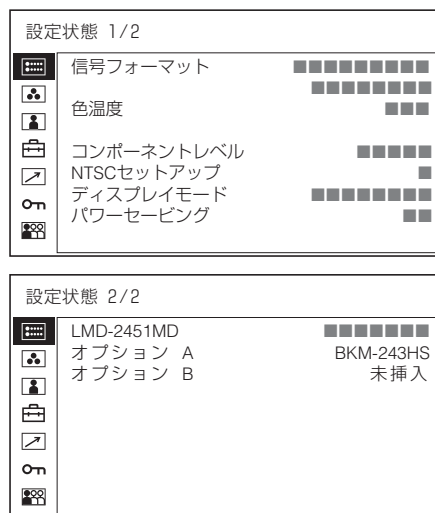 設定状態 1/2
信号フォーマット ■■■■■■■■■
■■■■■■■■
色温度 ■■■
コンポーネントレベル ■■■■■
NTSCセットアップ ■
ディスプレイモード ■■■■■■■■
パワーセービング ■■
設定状態 2/2
LMD-2451MD ■■■■■■■
オプション A BKM-243HS
オプション B 未挿入